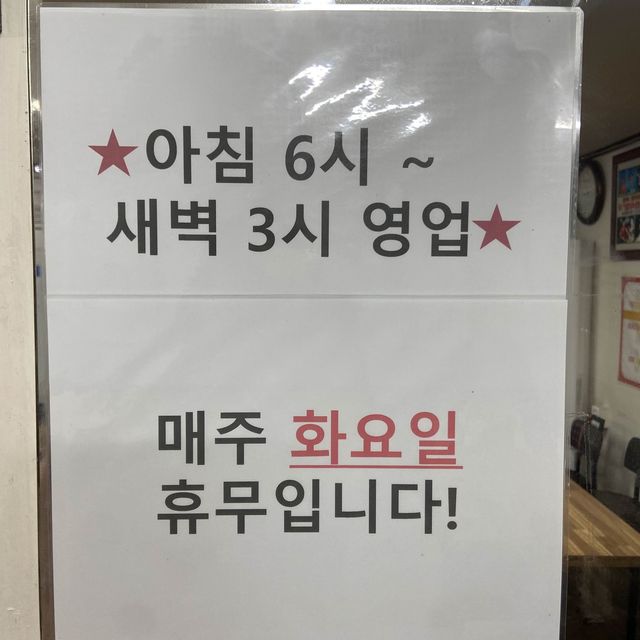 ★아침 6시 ~
새벽 3시 영업★
매주 화요일
휴무입니다!